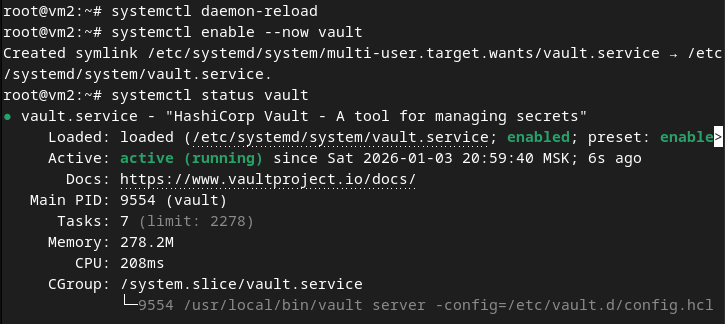 root@vm2:~# systemctl daemon-reload
root@vm2:~# systemctl enable --now vault
Created symlink /etc/systemd/system/multi-user.target.wants/vault.service → /etc
/systemd/system/vault.service.
root@vm2:~# systemctl status vault
● vault.service - "HashiCorp Vault - A tool for managing secrets"
     Loaded: loaded (/etc/systemd/system/vault.service; enabled; preset: enable>
     Active: active (running) since Sat 2026-01-03 20:59:40 MSK; 6s ago
       Docs: https://www.vaultproject.io/docs/
   Main PID: 9554 (vault)
      Tasks: 7 (limit: 2278)
     Memory: 278.2M
        CPU: 208ms
     CGroup: /system.slice/vault.service
             └─9554 /usr/local/bin/vault server -config=/etc/vault.d/config.hcl